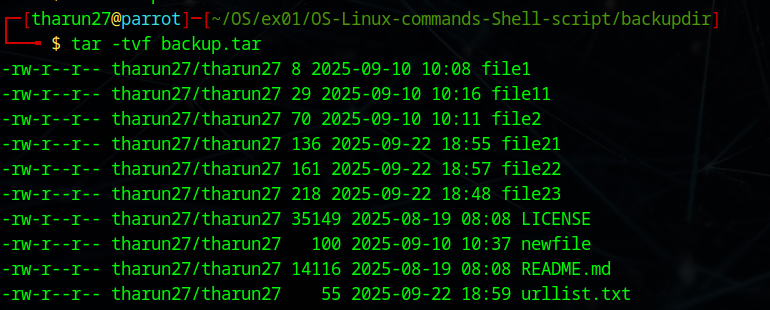 ┌─[tharun27@parrot]─[~/OS/ex01/OS-Linux-commands-Shell-script/backupdir]
└──╼ $ tar -tvf backup.tar
-rw-r--r-- tharun27/tharun27 8 2025-09-10 10:08 file1
-rw-r--r-- tharun27/tharun27 29 2025-09-10 10:16 file11
-rw-r--r-- tharun27/tharun27 70 2025-09-10 10:11 file2
-rw-r--r-- tharun27/tharun27 136 2025-09-22 18:55 file21
-rw-r--r-- tharun27/tharun27 161 2025-09-22 18:57 file22
-rw-r--r-- tharun27/tharun27 218 2025-09-22 18:48 file23
-rw-r--r-- tharun27/tharun27 35149 2025-08-19 08:08 LICENSE
-rw-r--r-- tharun27/tharun27   100 2025-09-10 10:37 newfile
-rw-r--r-- tharun27/tharun27 14116 2025-08-19 08:08 README.md
-rw-r--r-- tharun27/tharun27    55 2025-09-22 18:59 urllist.txt